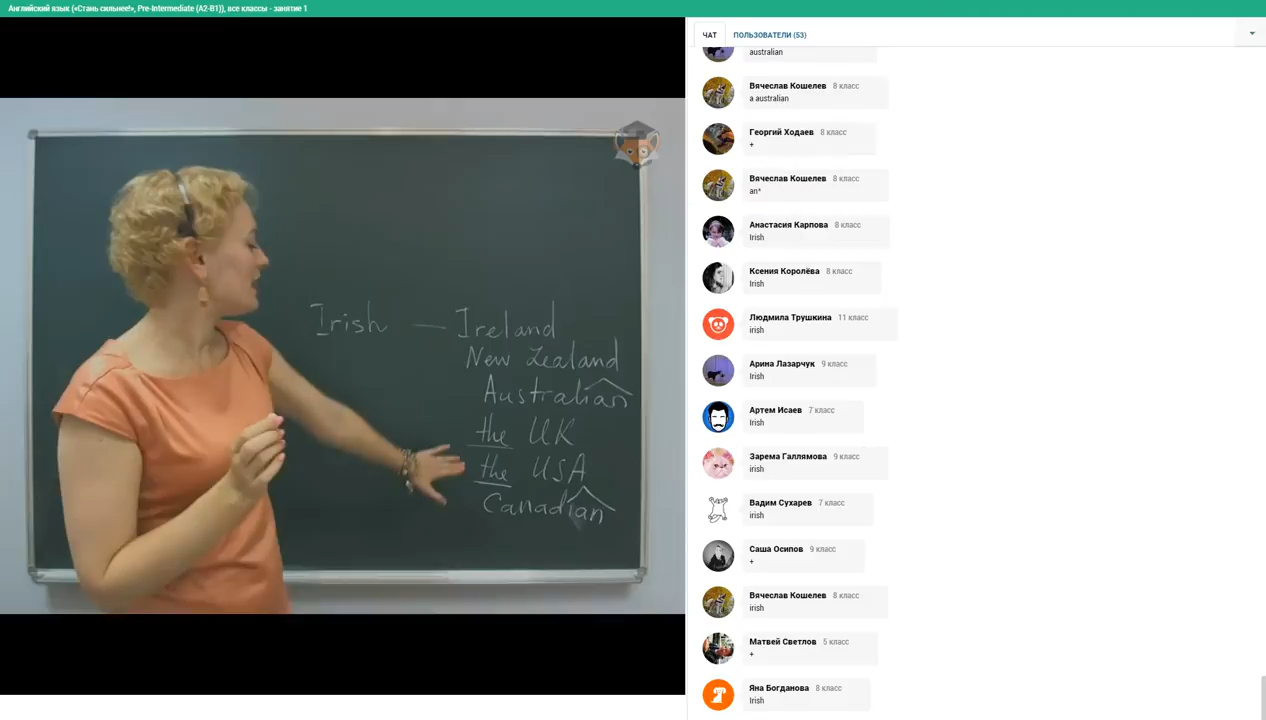 Английский язык («Стань сильнее!», Pre-Intermediate (A2-B1)), все классы - занятие 1
Irish — Ireland
New Zealand
Australian
the UK
the USA
Canadian
ЧАТ ПОЛЬЗОВАТЕЛИ (53)
australian
Вячеслав Кошелев 8 класс
a australian
Георгий Ходаев 8 класс
+
Вячеслав Кошелев 8 класс
an*
Анастасия Карпова 8 класс
Irish
Ксения Королёва 8 класс
Irish
Людмила Трушкина 11 класс
irish
Арина Лазарчук 9 класс
Irish
Артем Исаев 7 класс
Irish
Зарема Галлямова 9 класс
irish
Вадим Сухарев 7 класс
irish
Саша Осипов 9 класс
+
Вячеслав Кошелев 8 класс
irish
Матвей Светлов 5 класс
+
Яна Богданова 8 класс
Irish